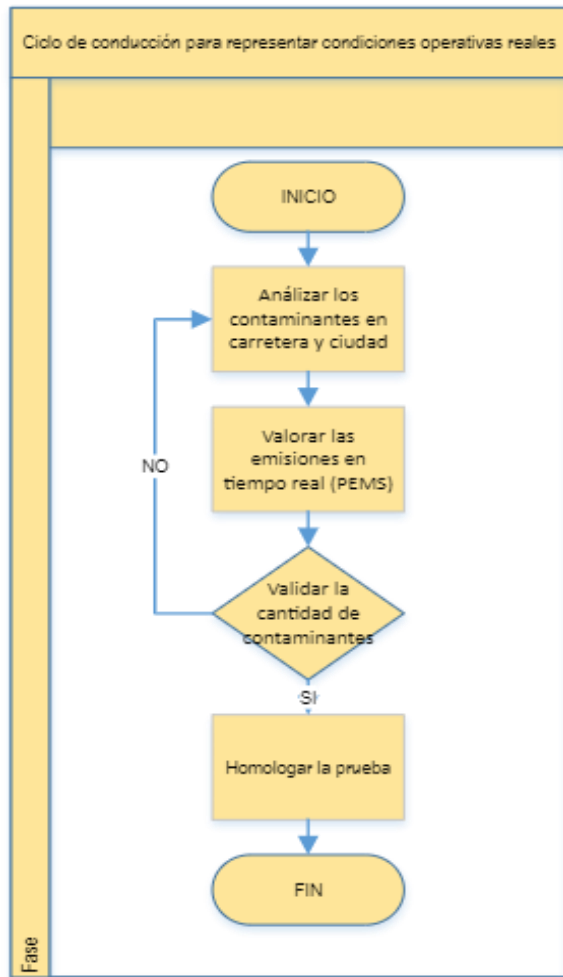 Ciclo de conducción para representar condiciones operativas reales
INICIO
Análizar los
contaminantes en
carretera y ciudad
Valorar las
emisiones en
tiempo real (PEMS)
NO
Validar la
cantidad de
contaminantes
SI
Homologar la prueba
FIN
Fase